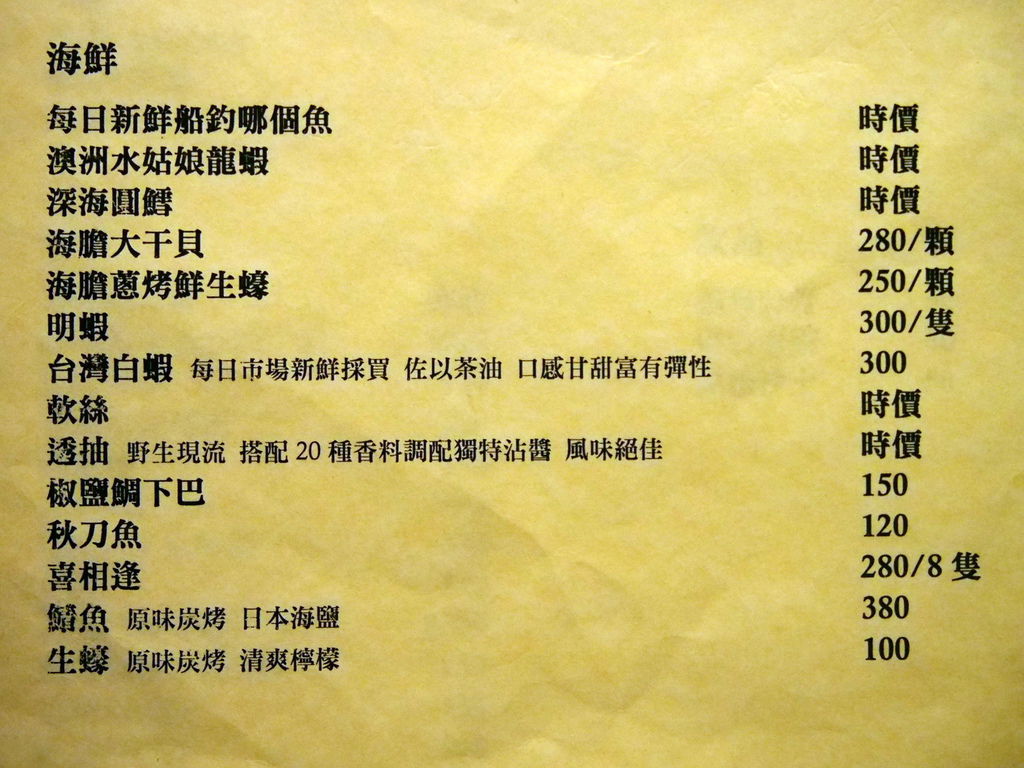 海鮮
每日新鮮船釣哪個魚 時價
澳洲水姑娘龍蝦 時價
深海圓鱈 時價
海膽大干貝 280/顆
海膽蔥烤鮮生蠔 250/顆
明蝦 300/隻
台灣白蝦 每日市場新鮮採買 佐以茶油 口感甘甜富有彈性 300
軟絲 時價
透抽 野生現流 搭配 20 種香料調配獨特沾醬 風味絕佳 時價
椒鹽鯛下巴 150
秋刀魚 120
喜相逢 280/8 隻
鯖魚 原味炭烤 日本海鹽 380
生蠔 原味炭烤 清爽檸檬 100